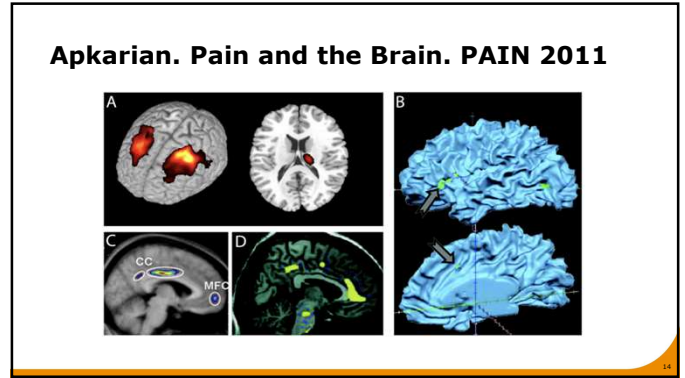 Apkarian. Pain and the Brain. PAIN 2011
A
B
C
CC
MFC
D
14